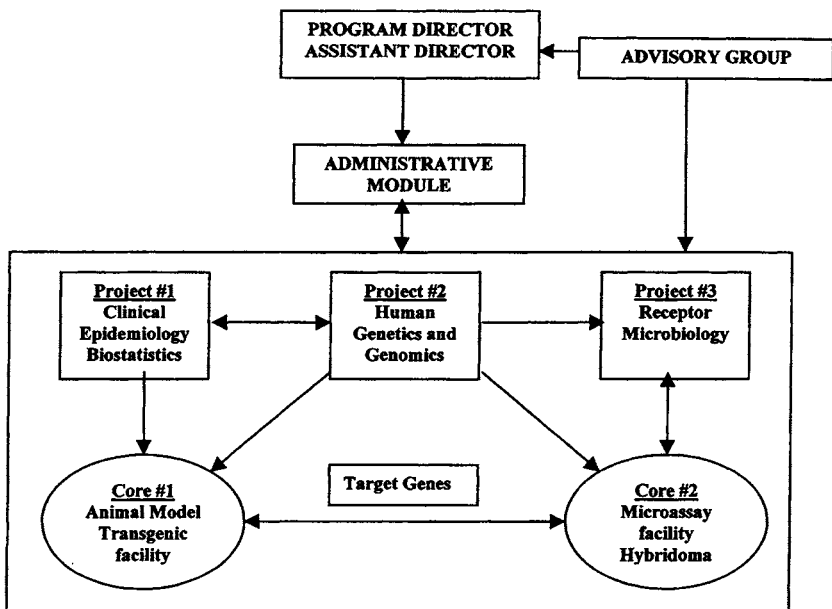 PROGRAM DIRECTOR
ASSISTANT DIRECTOR
ADVISORY GROUP
ADMINISTRATIVE
MODULE
Project #1
Clinical
Epidemiology
Biostatistics
Project #2
Human
Genetics and
Genomics
Project #3
Receptor
Microbiology
Core #1
Animal Model
Transgenic
facility
Target Genes
Core #2
Microassay
facility
Hybridoma